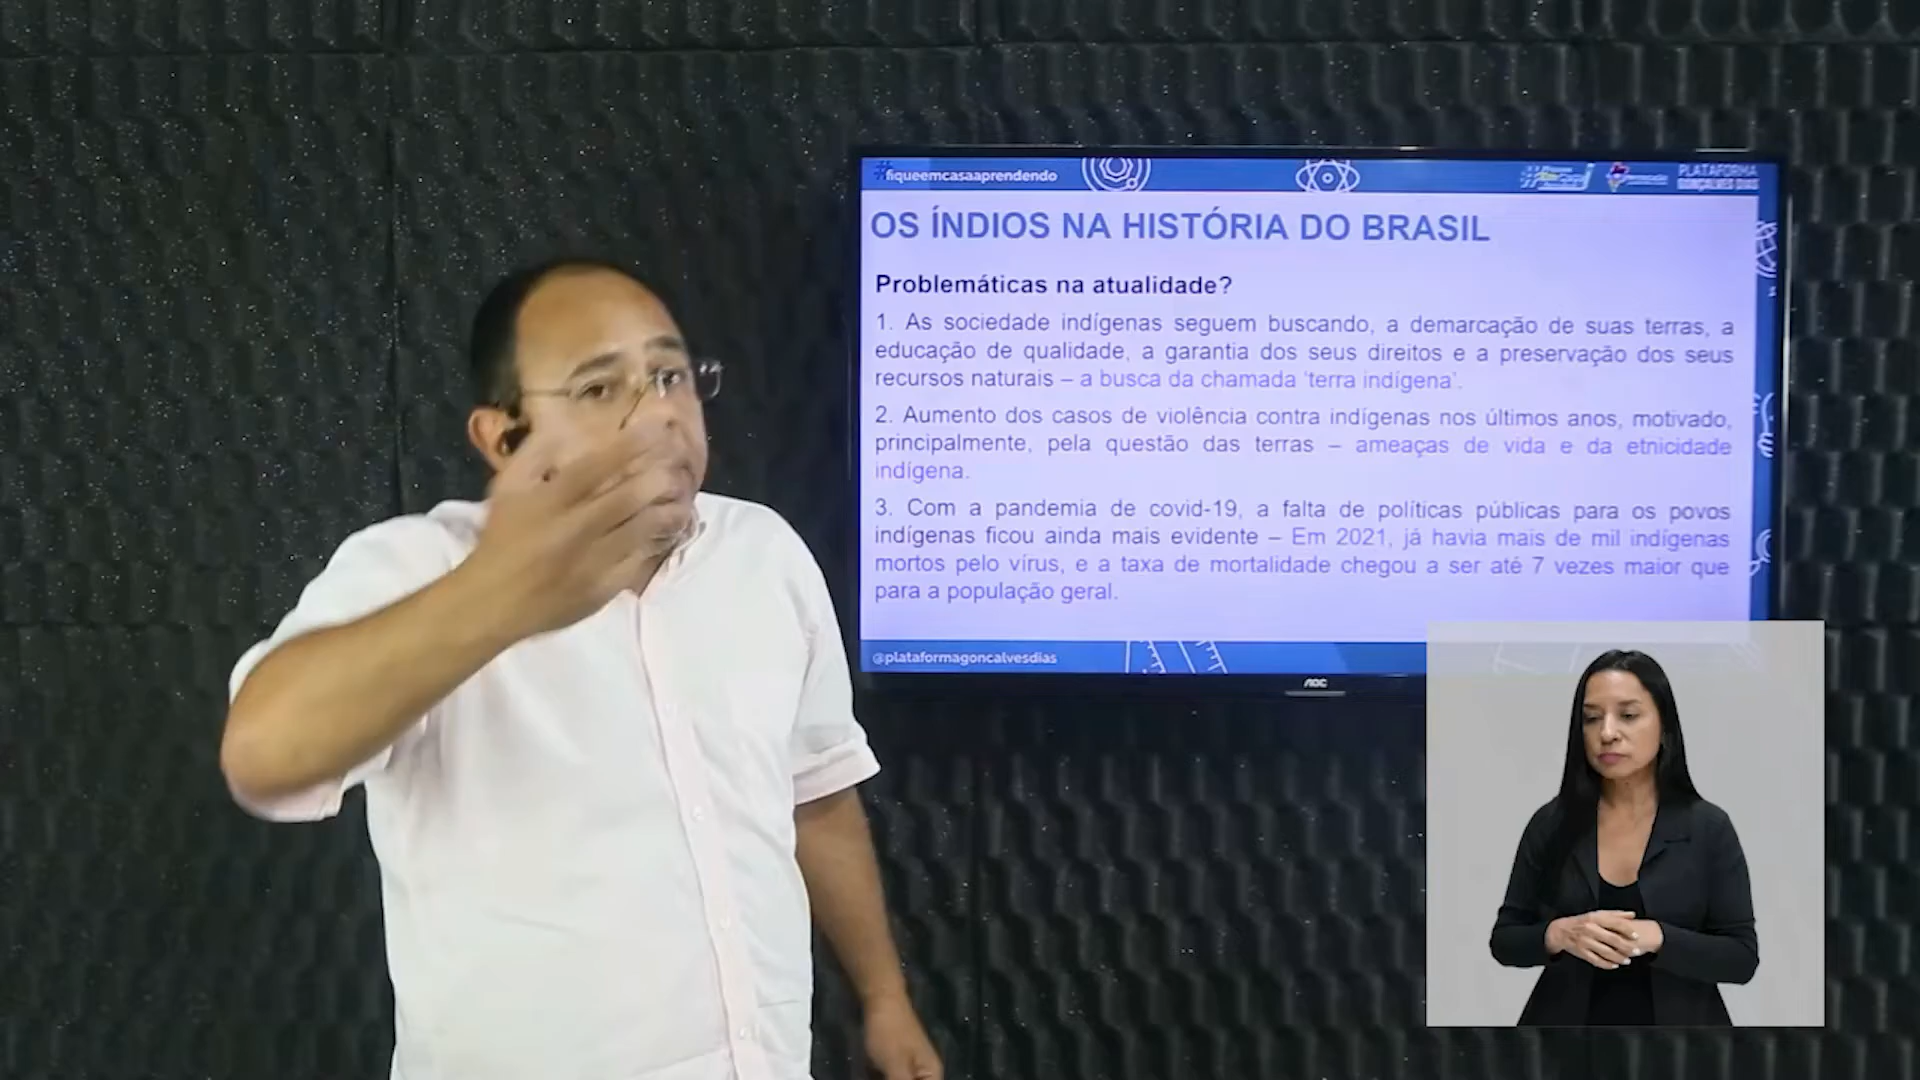 #fiqueemcasaaprendendo
PLATAFORMA
GONÇALVES DIAS
OS ÍNDIOS NA HISTÓRIA DO BRASIL
Problemáticas na atualidade?
1. As sociedade indígenas seguem buscando, a demarcação de suas terras, a
educação de qualidade, a garantia dos seus direitos e a preservação dos seus
recursos naturais – a busca da chamada ‘terra indígena’.
2. Aumento dos casos de violência contra indígenas nos últimos anos, motivado,
principalmente, pela questão das terras – ameaças de vida e da etnicidade
indígena.
3. Com a pandemia de covid-19, a falta de políticas públicas para os povos
indígenas ficou ainda mais evidente – Em 2021, já havia mais de mil indígenas
mortos pelo vírus, e a taxa de mortalidade chegou a ser até 7 vezes maior que
para a população geral.
@plataformagoncalvesdias
AOC